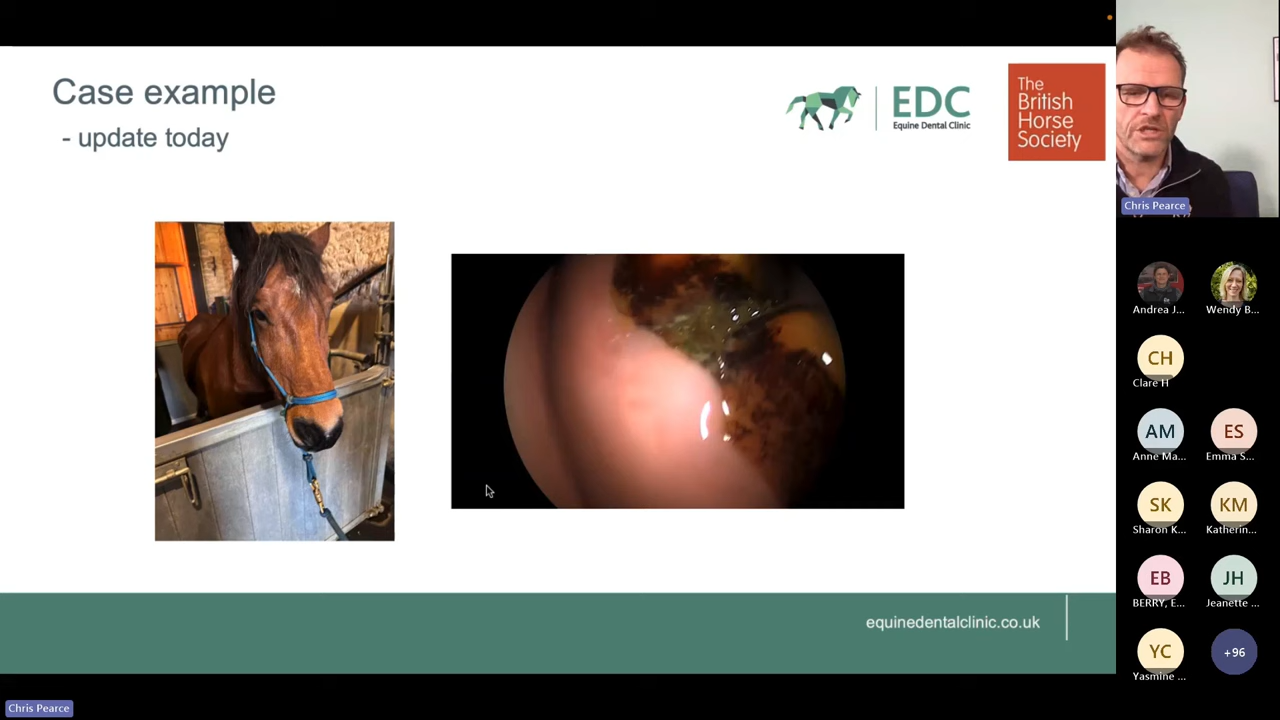 Case example
- update today
EDC
Equine Dental Clinic
The
British
Horse
Society
Chris Pearce
Andrea J...
Wendy B...
CH
Clare H
AM
Anne Ma...
ES
Emma S...
SK
Sharon K...
KM
Katherin...
EB
BERRY, E...
JH
Jeanette ...
YC
Yasmine ...
+96
equinedentalclinic.co.uk
Chris Pearce